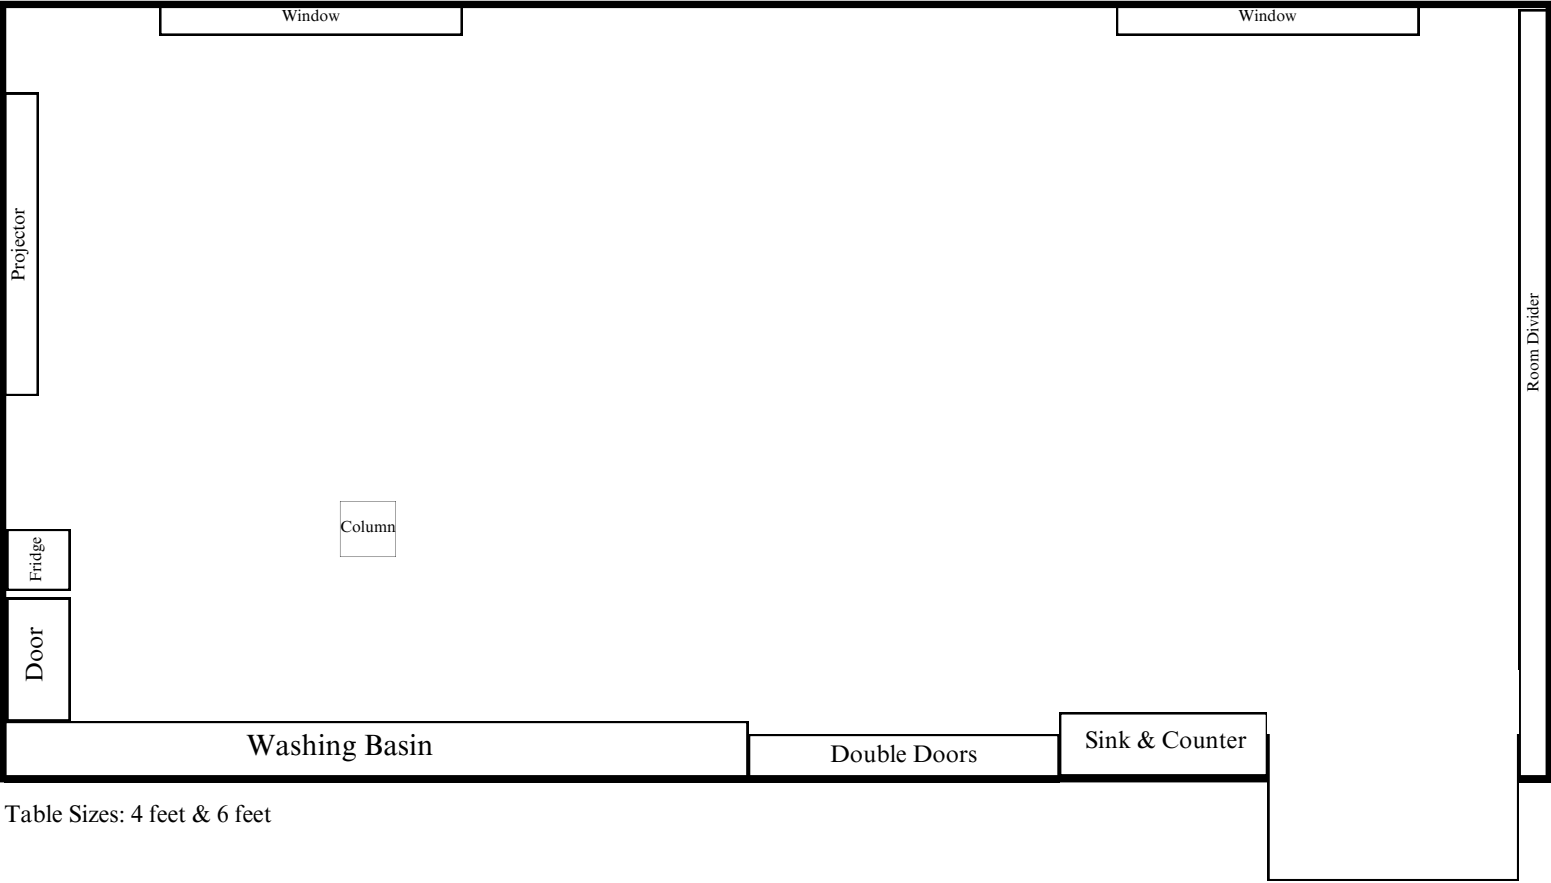 Window
Window
Projector
Room Divider
Column
Fridge
Door
Washing Basin
Double Doors
Sink & Counter
Table Sizes: 4 feet & 6 feet